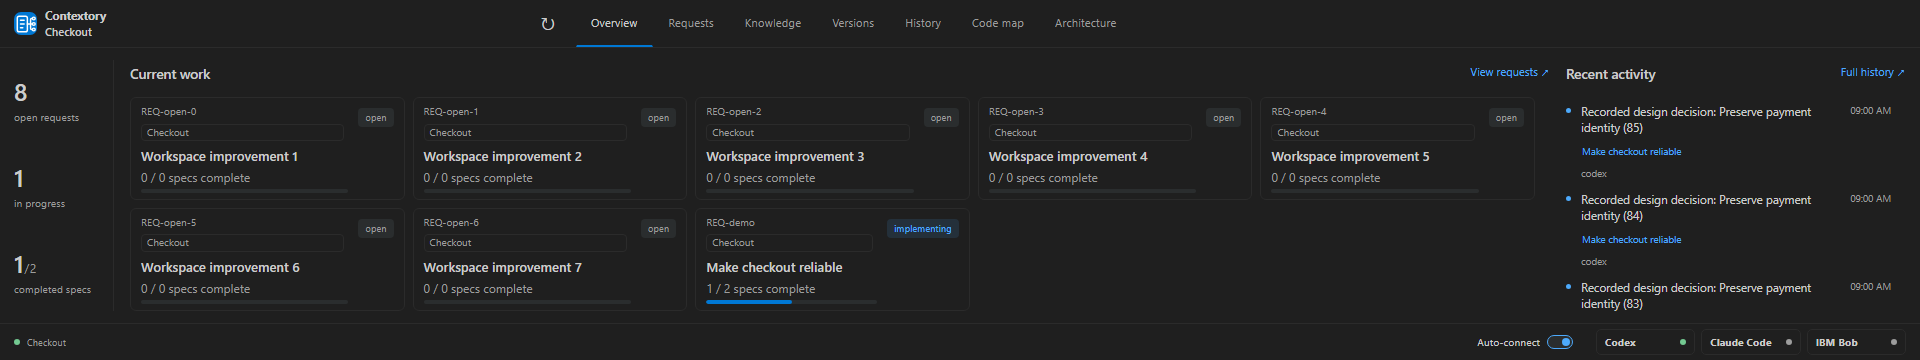 Contextory
Checkout
Overview
Requests
Knowledge
Versions
History
Code map
Architecture
8
open requests
1
in progress
1/2
completed specs
Current work
View requests ↗
REQ-open-0
open
Checkout
Workspace improvement 1
0 / 0 specs complete
REQ-open-1
open
Checkout
Workspace improvement 2
0 / 0 specs complete
REQ-open-2
open
Checkout
Workspace improvement 3
0 / 0 specs complete
REQ-open-3
open
Checkout
Workspace improvement 4
0 / 0 specs complete
REQ-open-4
open
Checkout
Workspace improvement 5
0 / 0 specs complete
REQ-open-5
open
Checkout
Workspace improvement 6
0 / 0 specs complete
REQ-open-6
open
Checkout
Workspace improvement 7
0 / 0 specs complete
REQ-demo
implementing
Checkout
Make checkout reliable
1 / 2 specs complete
Recent activity
Full history ↗
Recorded design decision: Preserve payment
identity (85)
09:00 AM
Make checkout reliable
codex
Recorded design decision: Preserve payment
identity (84)
09:00 AM
Make checkout reliable
codex
Recorded design decision: Preserve payment
identity (83)
09:00 AM
Checkout
Auto-connect
Codex
Claude Code
IBM Bob